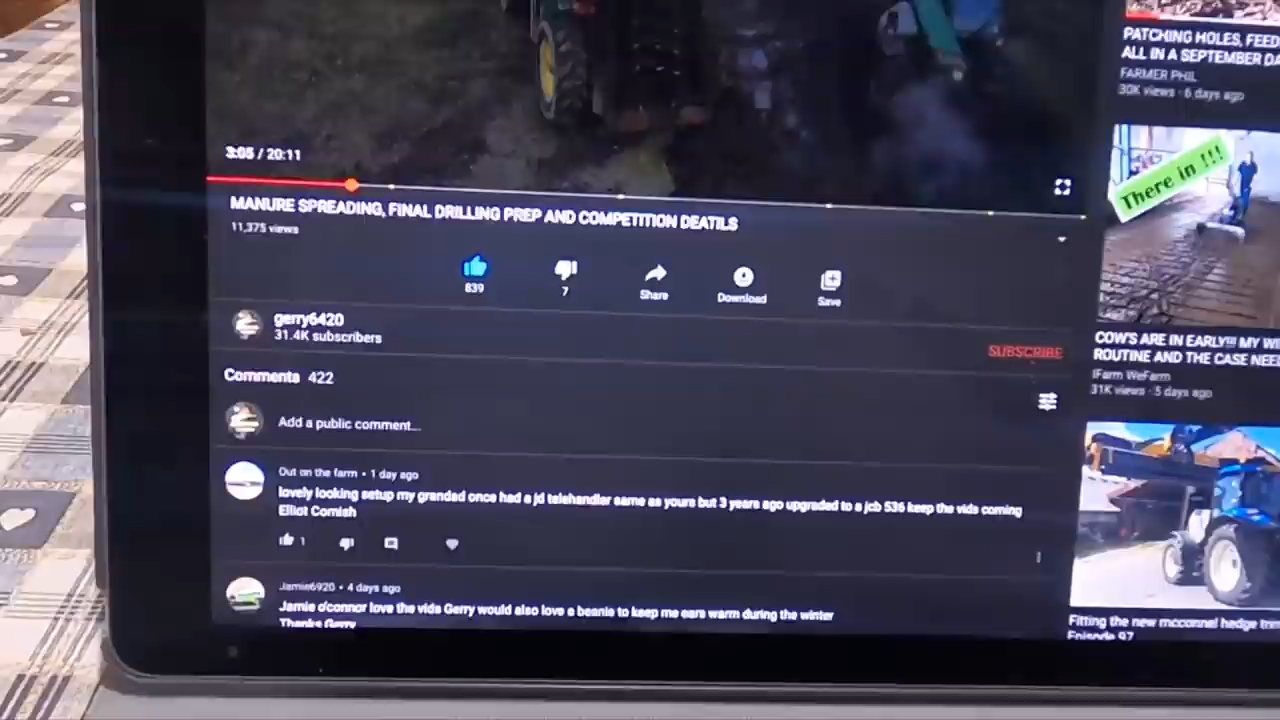 3:05 / 20:11
MANURE SPREADING, FINAL DRILLING PREP AND COMPETITION DEATILS
11,375 views
839
7
Share
Download
Save
gerry6420
31.4K subscribers
SUBSCRIBE
Comments 422
Add a public comment...
Out on the farm • 1 day ago
lovely looking setup my grandad once had a jd telehandler same as yours but 3 years ago upgraded to a jcb 536 keep the vids coming
Elliot Cornish
1
Jamie6920 • 4 days ago
Jamie o'connor love the vids Gerry would also love a beanie to keep me ears warm during the winter
Thanks Gerry
PATCHING HOLES, FEED
ALL IN A SEPTEMBER DA
FARMER PHIL
30K views · 6 days ago
There in !!!
COW'S ARE IN EARLY!!! MY WI
ROUTINE AND THE CASE NEE
IFarm WeFarm
31K views · 5 days ago
Fitting the new mcconnel hedge trim
Episode 97